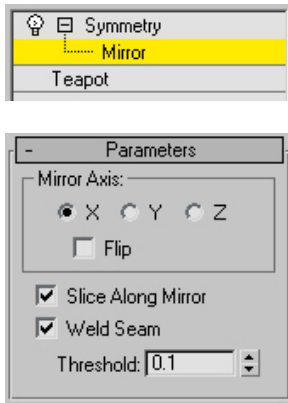 Symmetry
Mirror
Teapot
- Parameters
Mirror Axis:
X Y Z
Flip
Slice Along Mirror
Weld Seam
Threshold: 0.1